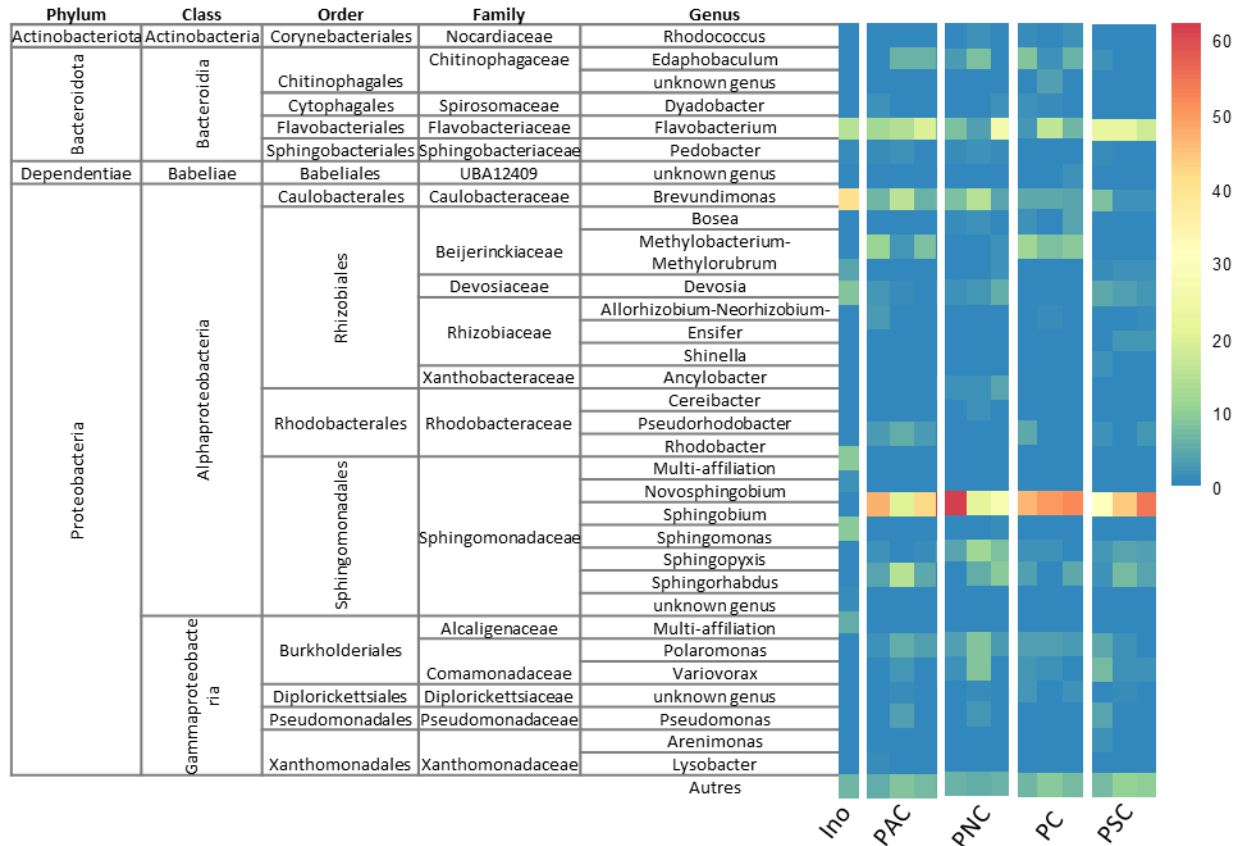 Phylum Class Order Family Genus
Actinobacteriota Actinobacteria Corynebacteriales Nocardiaceae Rhodococcus
Bacteroidota Bacteroidia Chitinophagales Chitinophagaceae Edaphobaculum
unknown genus
Cytophagales Spirosomaceae Dyadobacter
Flavobacteriales Flavobacteriaceae Flavobacterium
Sphingobacteriales Sphingobacteriaceae Pedobacter
Dependentiae Babeliae Babeliales UBA12409 unknown genus
Proteobacteria Alphaproteobacteria Caulobacterales Caulobacteraceae Brevundimonas
Rhizobiales Beijerinckiaceae Bosea
Methylobacterium-
Methylorubrum
Devosiaceae Devosia
Rhizobiaceae Allorhizobium-Neorhizobium-
Ensifer
Shinella
Xanthobacteraceae Ancylobacter
Rhodobacterales Rhodobacteraceae Cereibacter
Pseudorhodobacter
Rhodobacter
Sphingomonadales Sphingomonadaceae Multi-affiliation
Novosphingobium
Sphingobium
Sphingomonas
Sphingopyxis
Sphingorhabdus
unknown genus
Gammaproteobacte
ria
Burkholderiales Alcaligenaceae Multi-affiliation
Comamonadaceae Polaromonas
Variovorax
Diplorickettsiales Diplorickettsiaceae unknown genus
Pseudomonadales Pseudomonadaceae Pseudomonas
Xanthomonadales Xanthomonadaceae Arenimonas
Lysobacter
Autres
Ino PAC PNC PC PSC
60
50
40
30
20
10
0